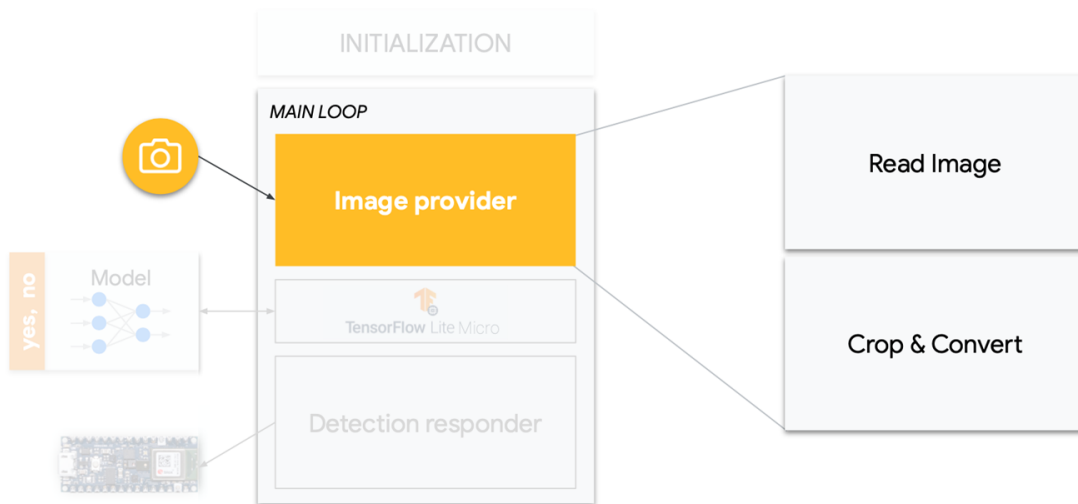 INITIALIZATION
MAIN LOOP
Image provider
Read Image
yes, no
Model
TensorFlow Lite Micro
Crop & Convert
Detection responder